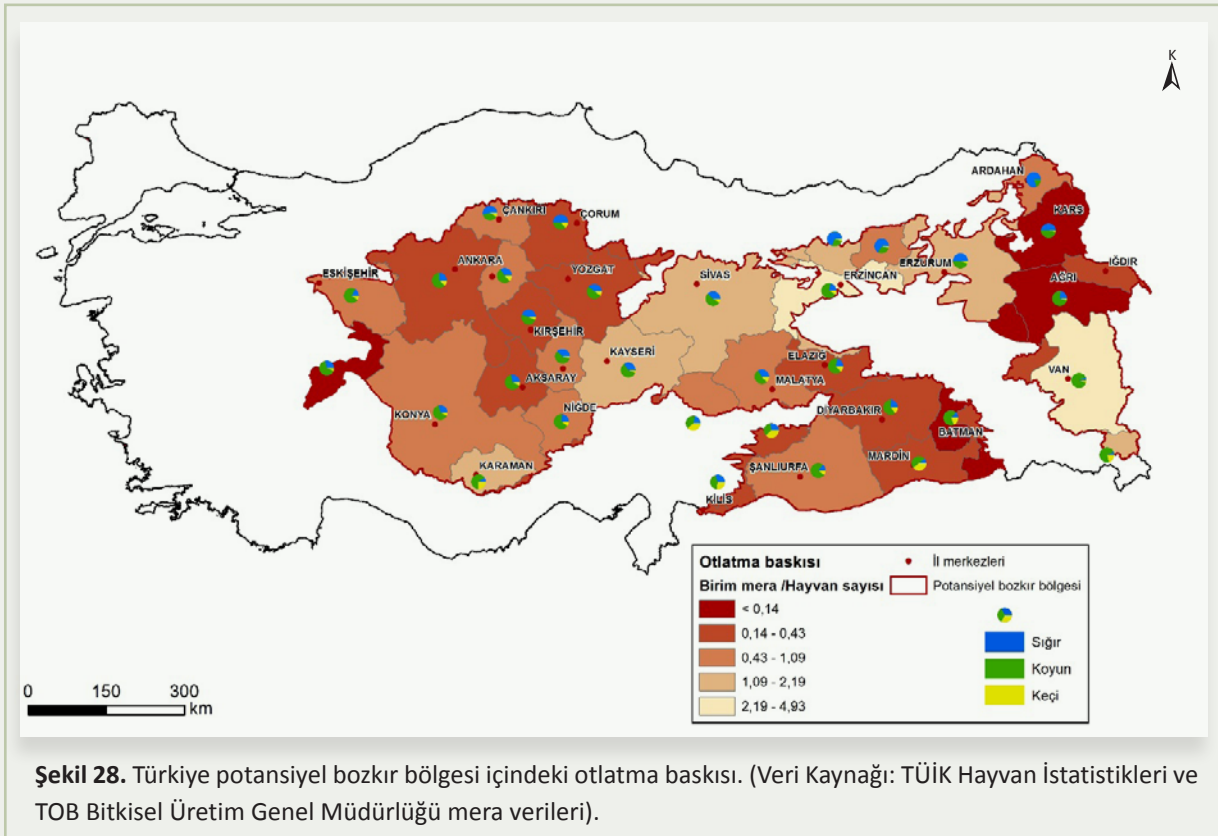 K
ARDAHAN
KARS
ÇANKIRI
ÇORUM
ANKARA
ESKİŞEHİR
YOZGAT
SİVAS
ERZİNCAN
ERZURUM
IĞDIR
AĞRI
KIRŞEHİR
KAYSERİ
ELAZIĞ
VAN
AKSARAY
MALATYA
KONYA
NİĞDE
DİYARBAKIR
BATMAN
KARAMAN
ŞANLIURFA
MARDİN
KİLİS
Otlatma baskısı
İl merkezleri
Birim mera /Hayvan sayısı
Potansiyel bozkır bölgesi
< 0,14
0,14 - 0,43
Sığır
0,43 - 1,09
Koyun
1,09 - 2,19
Keçi
2,19 - 4,93
0 150 300
km
Şekil 28. Türkiye potansiyel bozkır bölgesi içindeki otlatma baskısı. (Veri Kaynağı: TÜİK Hayvan İstatistikleri ve
TOB Bitkisel Üretim Genel Müdürlüğü mera verileri).